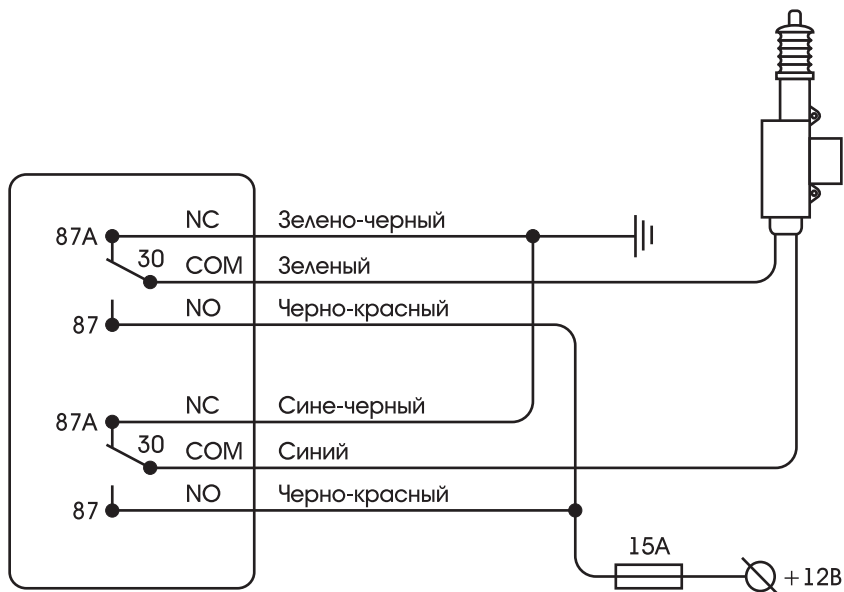 NC Зелено-черный
87A
30 COM Зеленый
NO Черно-красный
87
NC Сине-черный
87A
30 COM Синий
NO Черно-красный
87
15A
+12В